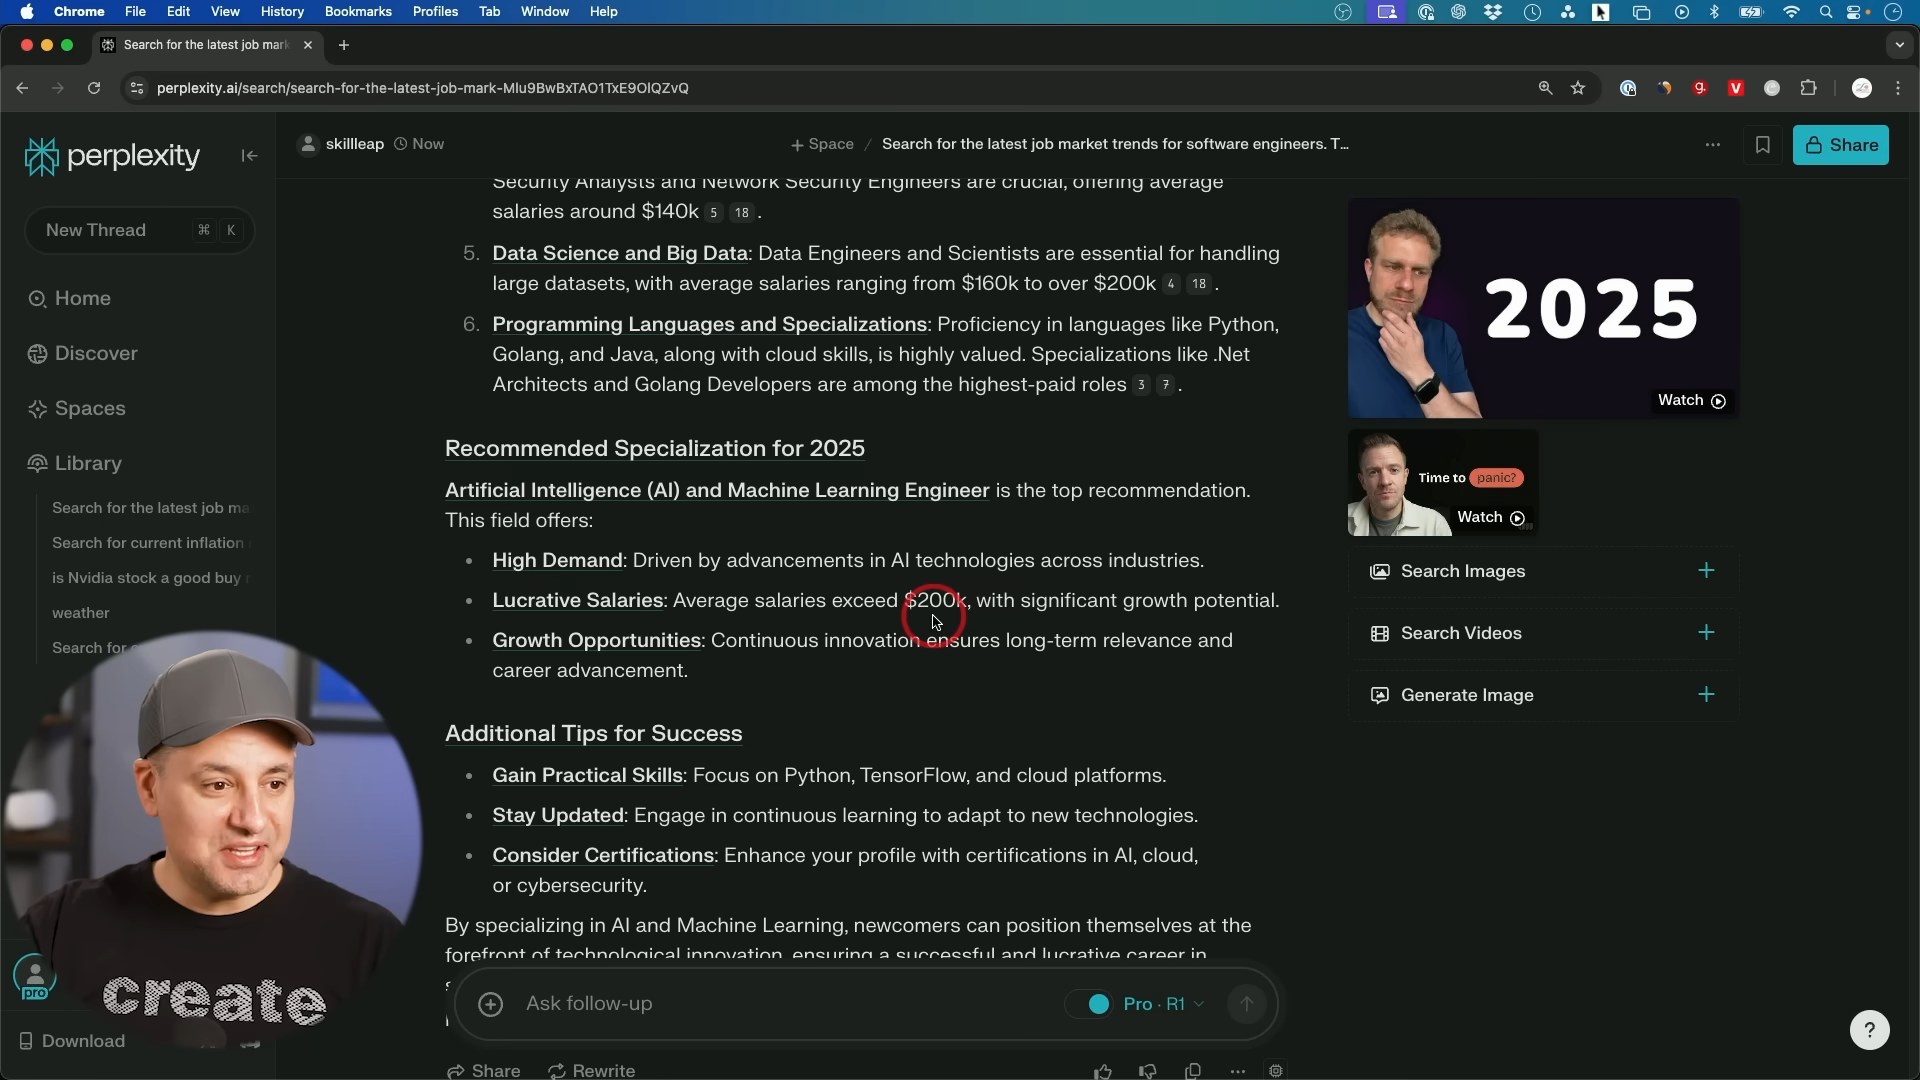 Chrome File Edit View History Bookmarks Profiles Tab Window Help
Search for the latest job mark
perplexity.ai/search/search-for-the-latest-job-mark-Mlu9BwBxTAO1TxE9OlQZvQ
perplexity
skillleap Now
+ Space / Search for the latest job market trends for software engineers. T...
Share
New Thread ⌘ K
Home
Discover
Spaces
Library
Search for the latest job ma
Search for current inflation
is Nvidia stock a good buy
weather
Search for
pro
Download
Security Analysts and Network Security Engineers are crucial, offering average
salaries around $140k 5 18 .
5. Data Science and Big Data: Data Engineers and Scientists are essential for handling
large datasets, with average salaries ranging from $160k to over $200k 4 18 .
6. Programming Languages and Specializations: Proficiency in languages like Python,
Golang, and Java, along with cloud skills, is highly valued. Specializations like .Net
Architects and Golang Developers are among the highest-paid roles 3 7 .
Recommended Specialization for 2025
Artificial Intelligence (AI) and Machine Learning Engineer is the top recommendation.
This field offers:
• High Demand: Driven by advancements in AI technologies across industries.
• Lucrative Salaries: Average salaries exceed $200k, with significant growth potential.
• Growth Opportunities: Continuous innovation ensures long-term relevance and
career advancement.
Additional Tips for Success
• Gain Practical Skills: Focus on Python, TensorFlow, and cloud platforms.
• Stay Updated: Engage in continuous learning to adapt to new technologies.
• Consider Certifications: Enhance your profile with certifications in AI, cloud,
or cybersecurity.
By specializing in AI and Machine Learning, newcomers can position themselves at the
forefront of technological innovation, ensuring a successful and lucrative career in
Ask follow-up
Pro · R1
Share Rewrite
2025
Watch
Time to panic?
Watch
Search Images +
Search Videos +
Generate Image +
?
create